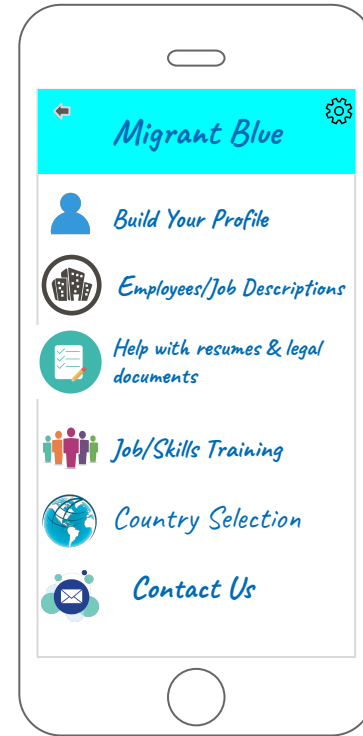 Migrant Blue
Build Your Profile
Employees/Job Descriptions
Help with resumes & legal
documents
Job/Skills Training
Country Selection
Contact Us